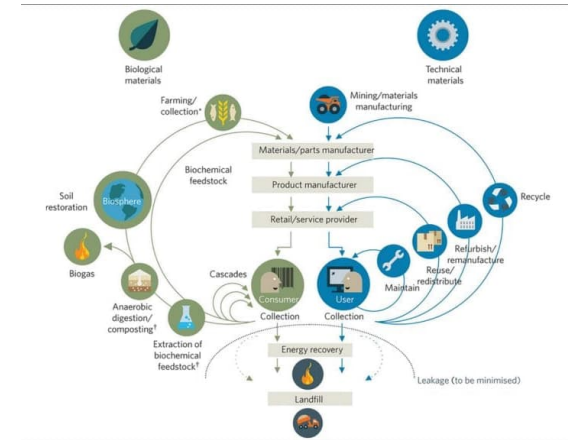 Biological
materials
Technical
materials
Farming/
collection*
Mining/materials
manufacturing
Materials/parts manufacturer
Biochemical
feedstock
Product manufacturer
Recycle
Soil
restoration
Biosphere
Retail/service provider
Refurbish/
remanufacture
Reuse/
redistribute
Biogas
Cascades
Maintain
Consumer
User
Anaerobic
digestion/
composting†
Collection
Collection
Extraction of
biochemical
feedstock†
Energy recovery
Leakage (to be minimised)
Landfill